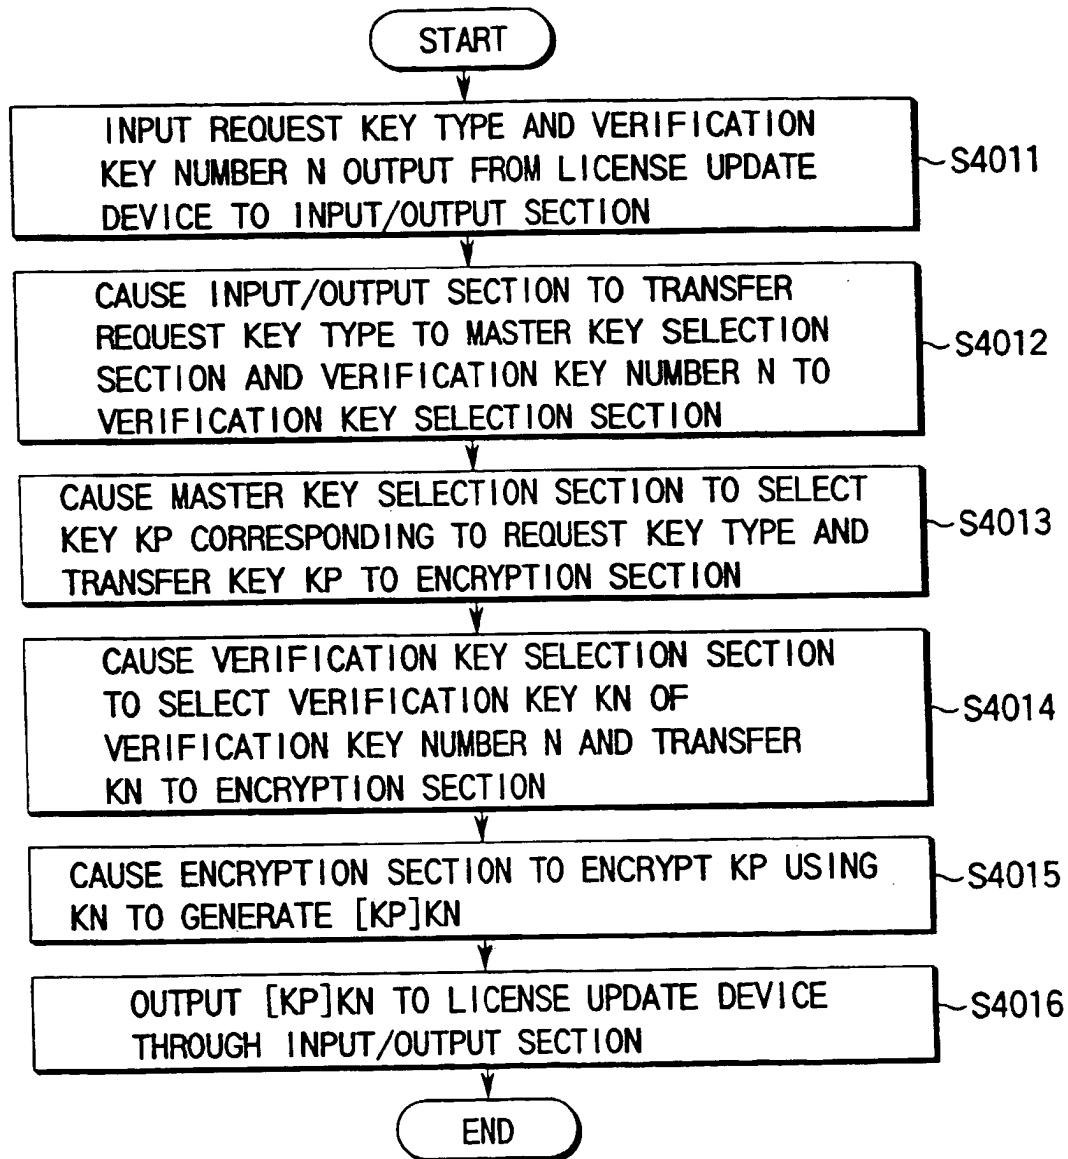 START
INPUT REQUEST KEY TYPE AND VERIFICATION
KEY NUMBER N OUTPUT FROM LICENSE UPDATE
DEVICE TO INPUT/OUTPUT SECTION
S4011
CAUSE INPUT/OUTPUT SECTION TO TRANSFER
REQUEST KEY TYPE TO MASTER KEY SELECTION
SECTION AND VERIFICATION KEY NUMBER N TO
VERIFICATION KEY SELECTION SECTION
S4012
CAUSE MASTER KEY SELECTION SECTION TO SELECT
KEY KP CORRESPONDING TO REQUEST KEY TYPE AND
TRANSFER KEY KP TO ENCRYPTION SECTION
S4013
CAUSE VERIFICATION KEY SELECTION SECTION
TO SELECT VERIFICATION KEY KN OF
VERIFICATION KEY NUMBER N AND TRANSFER
KN TO ENCRYPTION SECTION
S4014
CAUSE ENCRYPTION SECTION TO ENCRYPT KP USING
KN TO GENERATE [KP]KN
S4015
OUTPUT [KP]KN TO LICENSE UPDATE DEVICE
THROUGH INPUT/OUTPUT SECTION
S4016
END